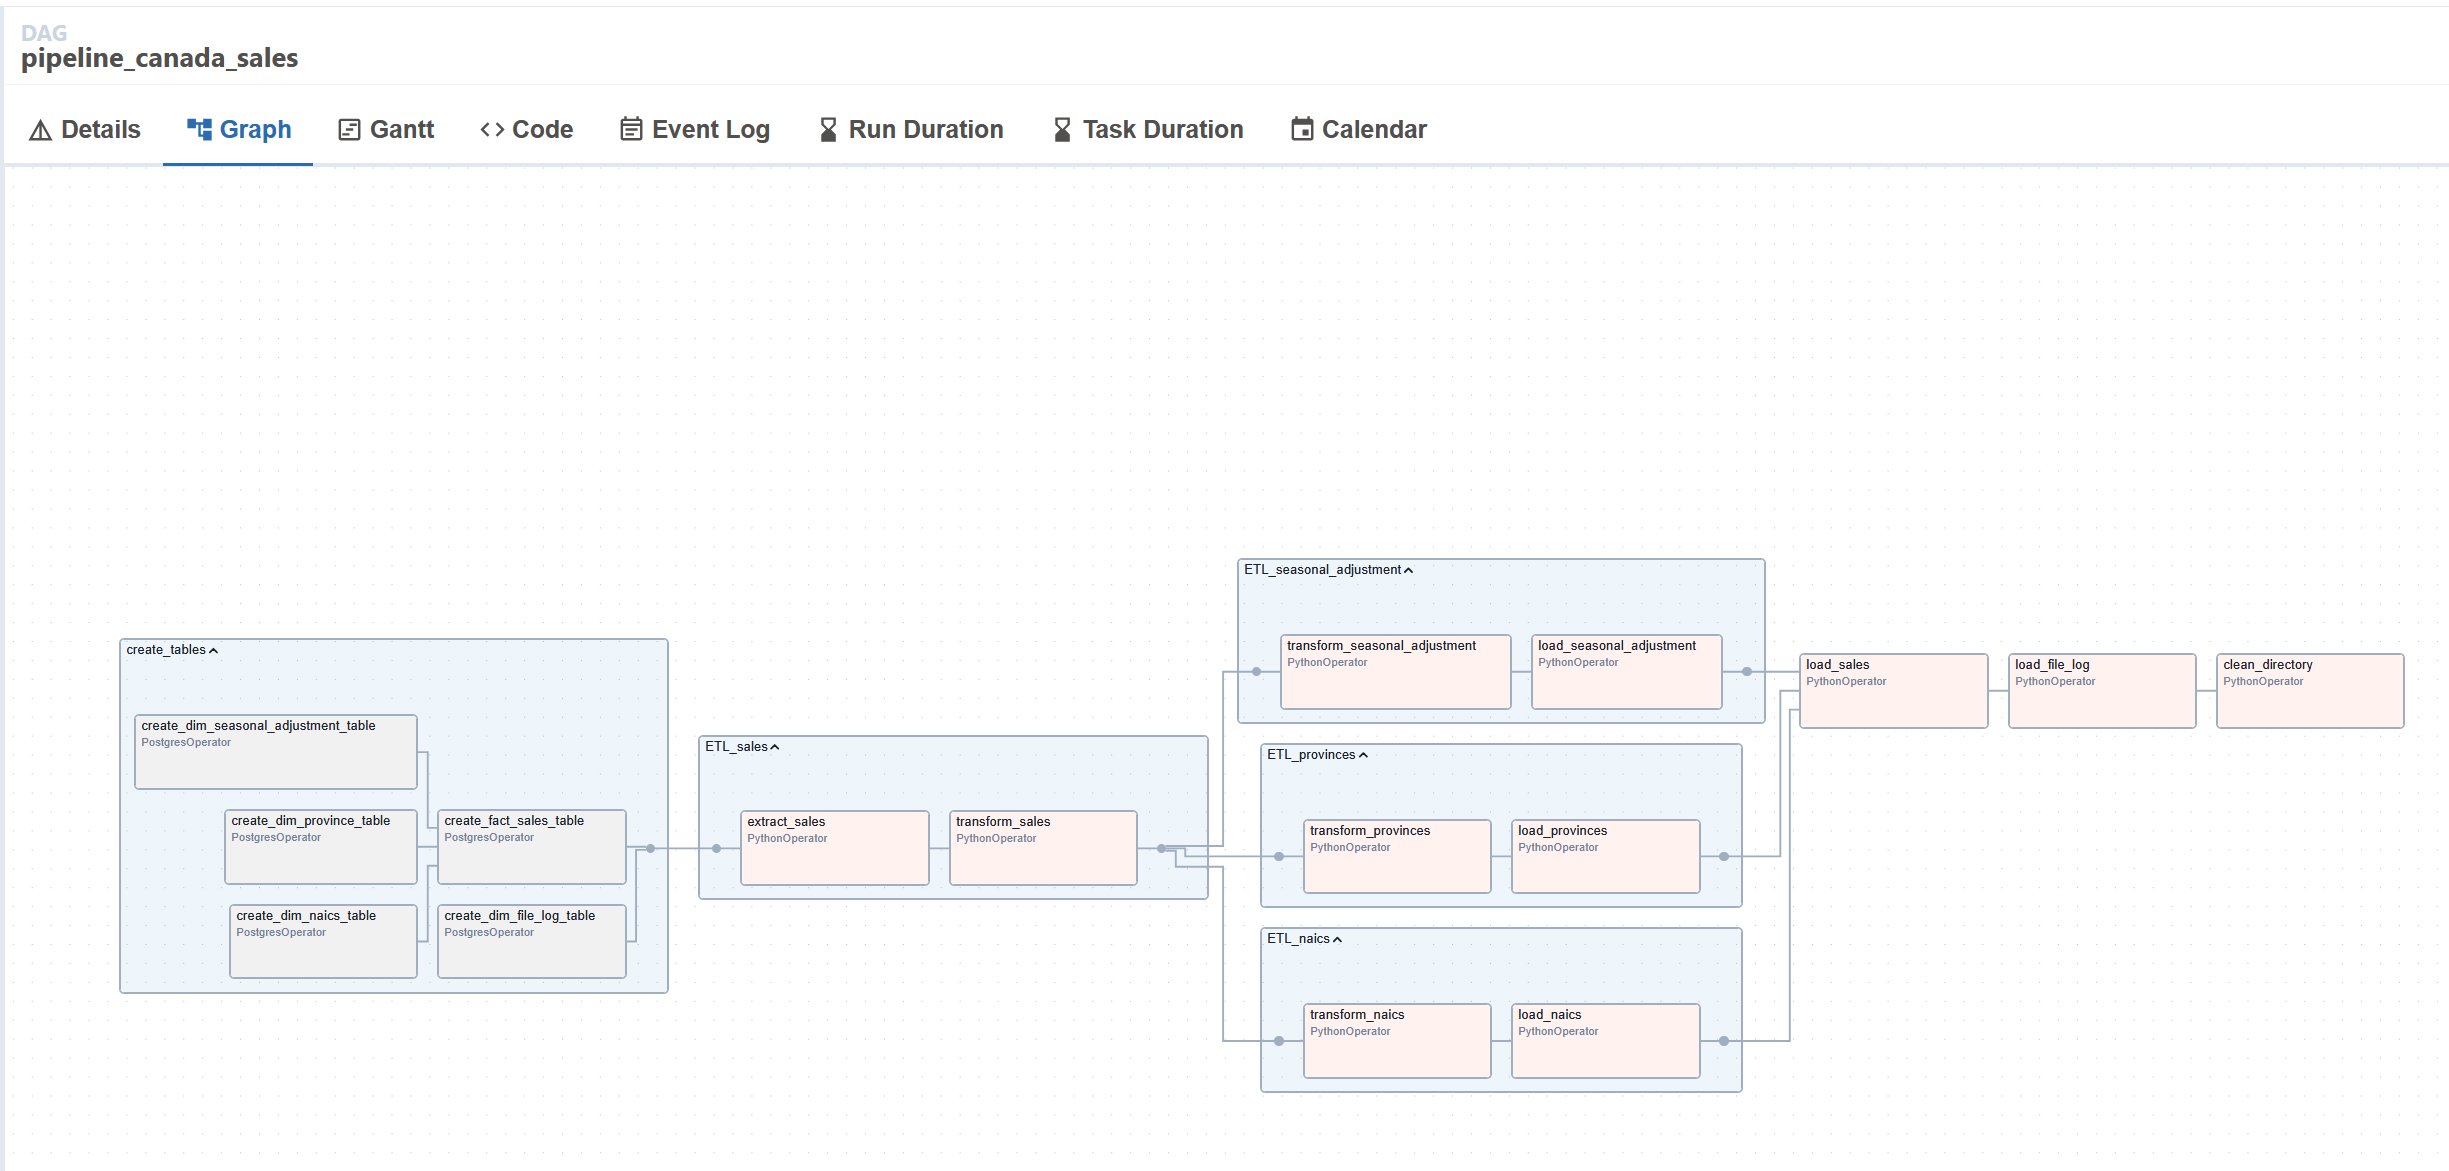 DAG
pipeline_canada_sales
Details
Graph
Gantt
Code
Event Log
Run Duration
Task Duration
Calendar
create_tables
create_dim_seasonal_adjustment_table
PostgresOperator
create_dim_province_table
PostgresOperator
create_fact_sales_table
PostgresOperator
create_dim_naics_table
PostgresOperator
create_dim_file_log_table
PostgresOperator
ETL_sales
extract_sales
PythonOperator
transform_sales
PythonOperator
ETL_seasonal_adjustment
transform_seasonal_adjustment
PythonOperator
load_seasonal_adjustment
PythonOperator
ETL_provinces
transform_provinces
PythonOperator
load_provinces
PythonOperator
ETL_naics
transform_naics
PythonOperator
load_naics
PythonOperator
load_sales
PythonOperator
load_file_log
PythonOperator
clean_directory
PythonOperator